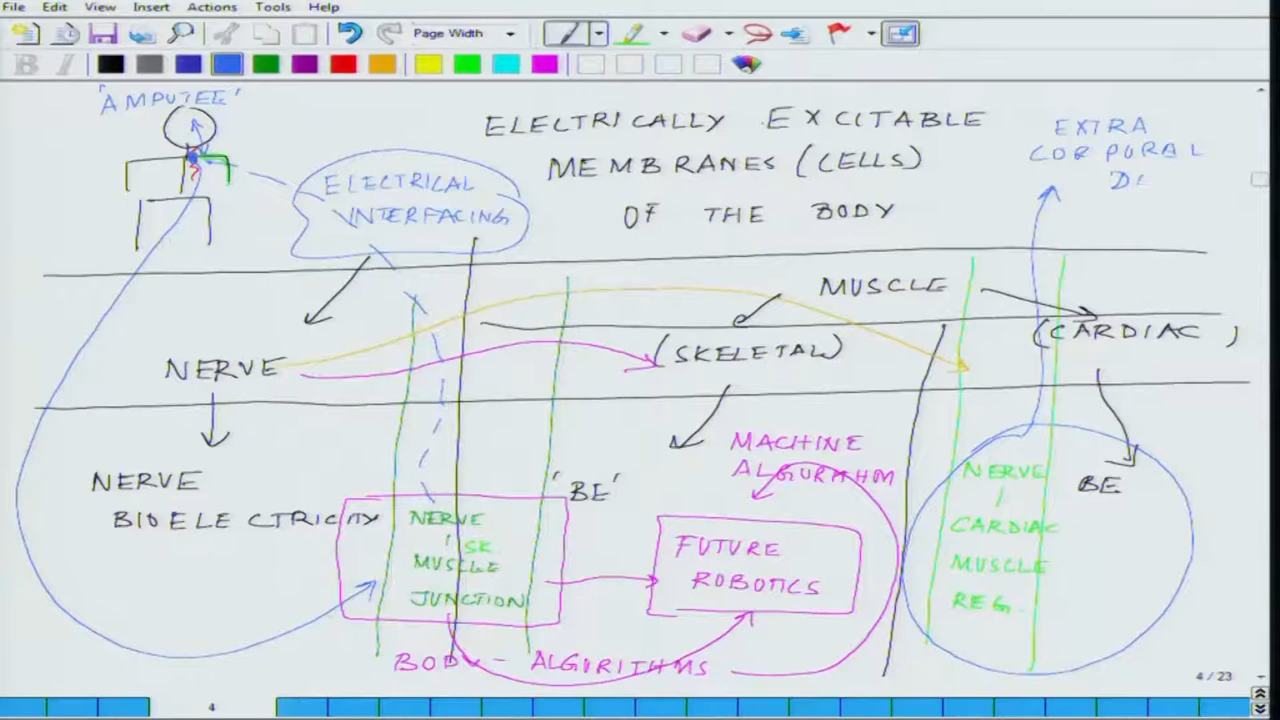 File Edit View Insert Actions Tools Help
Page Width
B I
'AMPUTEE'
ELECTRICALLY EXCITABLE
MEMBRANES (CELLS)
OF THE BODY
EXTRA
CORPORAL
DE
ELECTRICAL
INTERFACING
MUSCLE
NERVE
(SKELETAL)
(CARDIAC)
NERVE
BIOELECTRICITY
'BE'
MACHINE
ALGORITHM
BE
NERVE
SK.
MUSCLE
JUNCTION
FUTURE
ROBOTICS
NERVE
/
CARDIAC
MUSCLE
REG.
BODY - ALGORITHMS
4 / 23
4